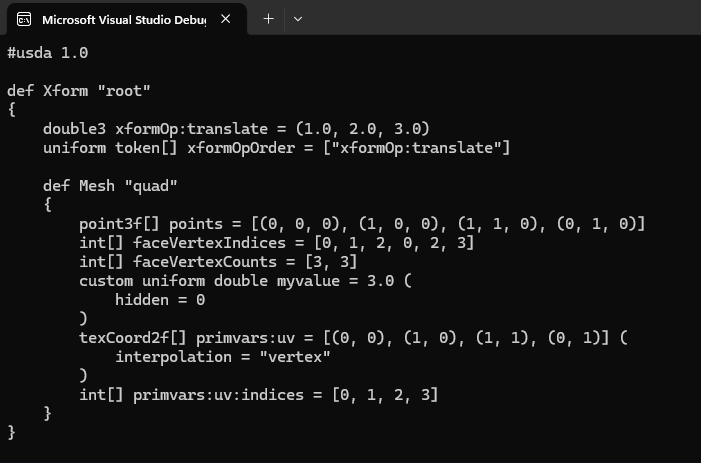 Microsoft Visual Studio Debug
#usda 1.0
def Xform "root"
{
    double3 xformOp:translate = (1.0, 2.0, 3.0)
    uniform token[] xformOpOrder = ["xformOp:translate"]
    def Mesh "quad"
    {
        point3f[] points = [(0, 0, 0), (1, 0, 0), (1, 1, 0), (0, 1, 0)]
        int[] faceVertexIndices = [0, 1, 2, 0, 2, 3]
        int[] faceVertexCounts = [3, 3]
        custom uniform double myvalue = 3.0 (
            hidden = 0
        )
        texCoord2f[] primvars:uv = [(0, 0), (1, 0), (1, 1), (0, 1)] (
            interpolation = "vertex"
        )
        int[] primvars:uv:indices = [0, 1, 2, 3]
    }
}